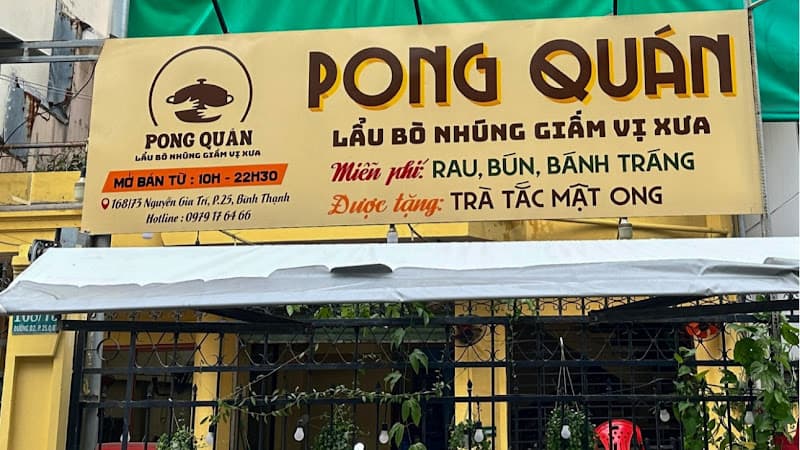 PONG QUÁN
LẨU BÒ NHÚNG GIẤM VỊ XƯA
MỞ BÁN TỪ : 10H - 22H30
168/73 Nguyễn Gia Trí, P.25, Bình Thạnh
Hotline : 0979 17 64 66
PONG QUÁN
LẨU BÒ NHÚNG GIẤM VỊ XƯA
Miễn phí: RAU, BÚN, BÁNH TRÁNG
Được tặng: TRÀ TẮC MẬT ONG